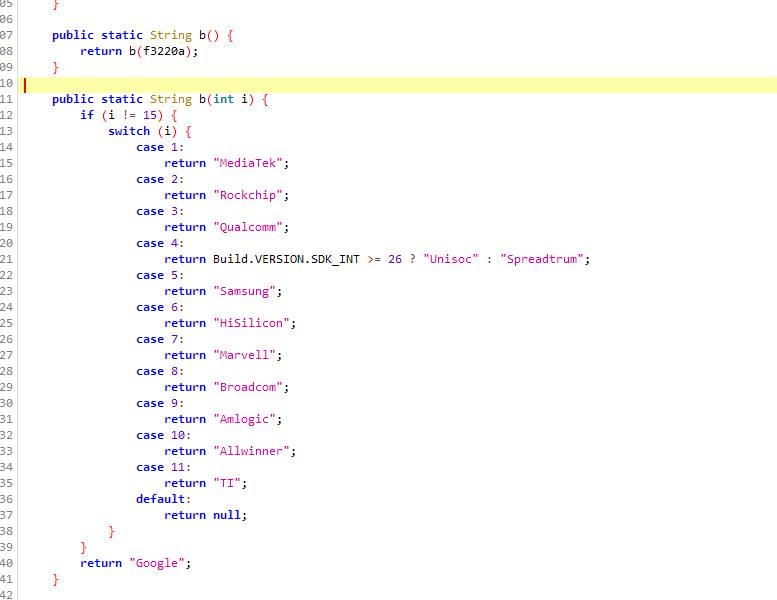 05    }
06
07    public static String b() {
08        return b(f3220a);
09    }
10
11    public static String b(int i) {
12        if (i != 15) {
13            switch (i) {
14                case 1:
15                    return "MediaTek";
16                case 2:
17                    return "Rockchip";
18                case 3:
19                    return "Qualcomm";
20                case 4:
21                    return Build.VERSION.SDK_INT >= 26 ? "Unisoc" : "Spreadtrum";
22                case 5:
23                    return "Samsung";
24                case 6:
25                    return "HiSilicon";
26                case 7:
27                    return "Marvell";
28                case 8:
29                    return "Broadcom";
30                case 9:
31                    return "Amlogic";
32                case 10:
33                    return "Allwinner";
34                case 11:
35                    return "TI";
36                default:
37                    return null;
38            }
39        }
40        return "Google";
41    }
42